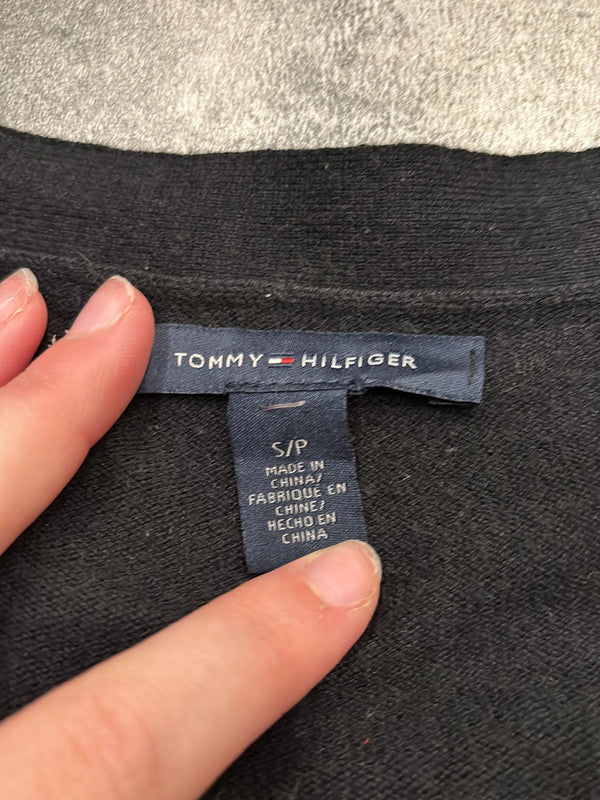 TOMMY HILFIGER
S/P
MADE IN
CHINA/
FABRIQUE EN
CHINE/
HECHO EN
CHINA